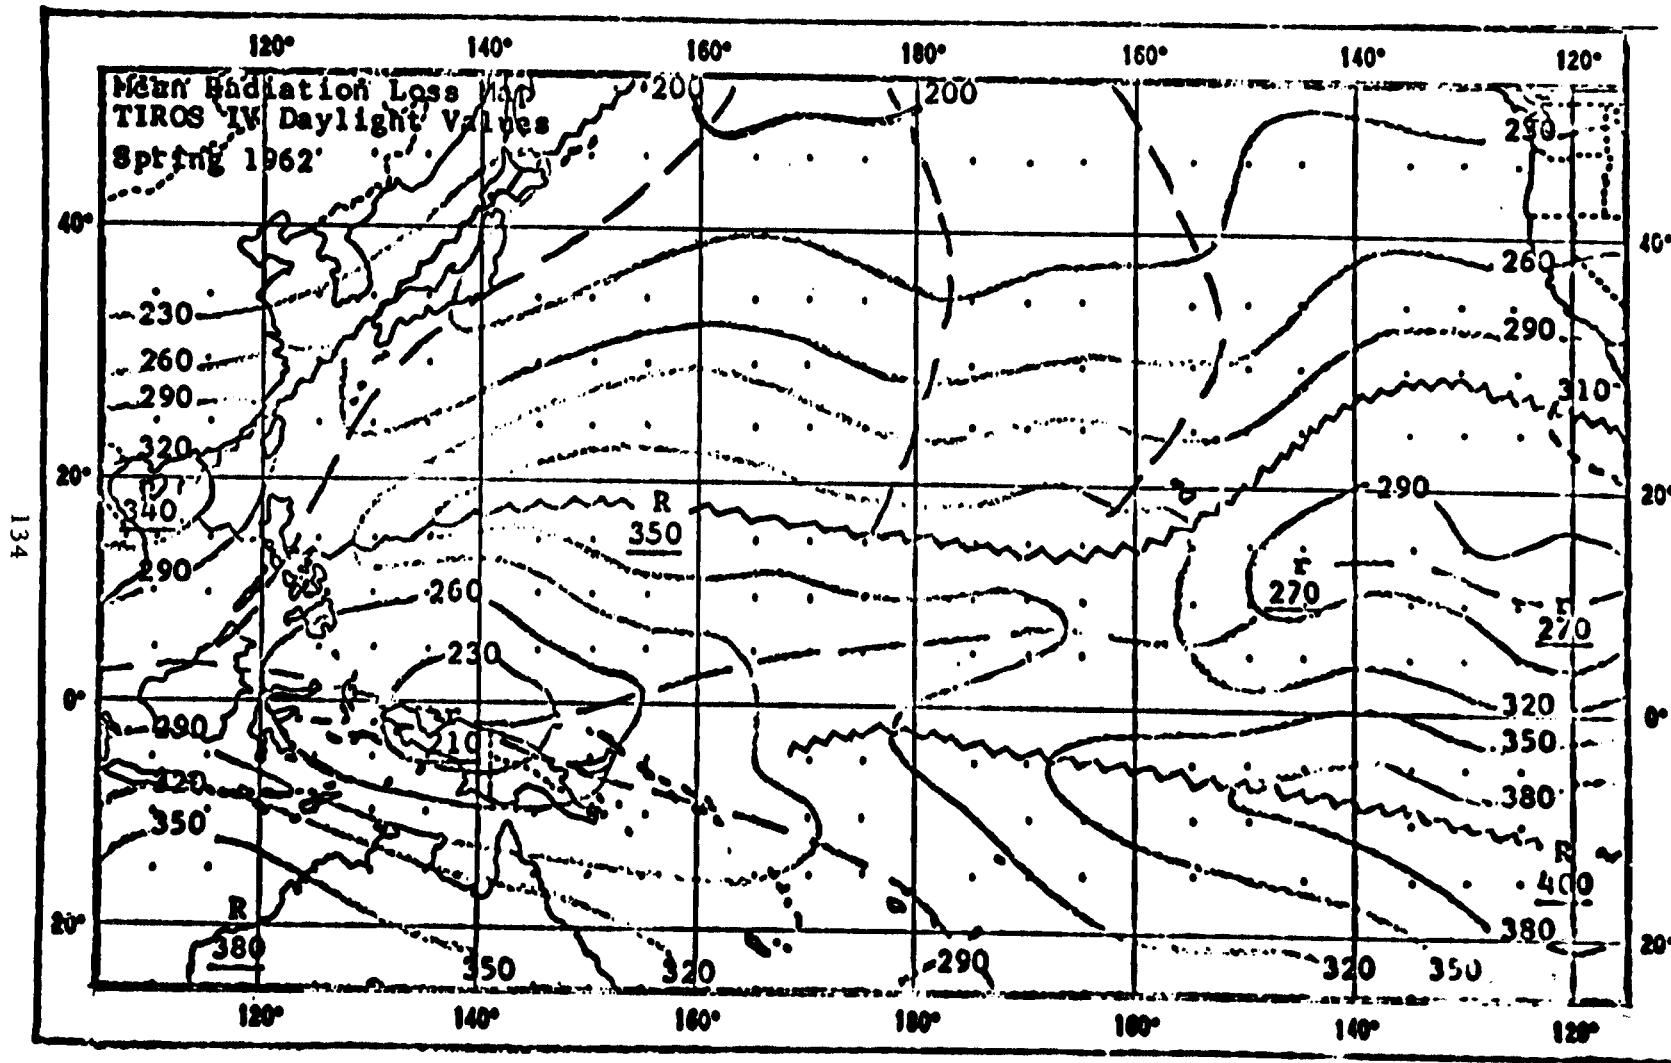 120° 140° 160° 180° 160° 140° 120°
Mean Radiation Loss Map
TIROS IV Daylight Values
Spring 1962
200 200
230
40° 40°
260
230
290
260
310
290
320
20° 290 20°
340 R
350
290 r
270
260
r
270
230
0° 320 0°
290 r 350
10
320 380
350
R
400
R
20° 380 20°
380
350 320 290 320 350
120° 140° 160° 180° 160° 140° 120°
134